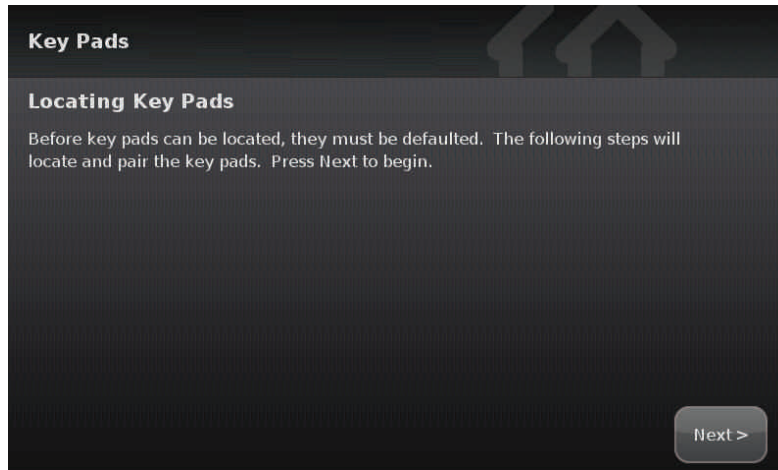 Key Pads
Locating Key Pads
Before key pads can be located, they must be defaulted.  The following steps will
locate and pair the key pads.  Press Next to begin.
Next >